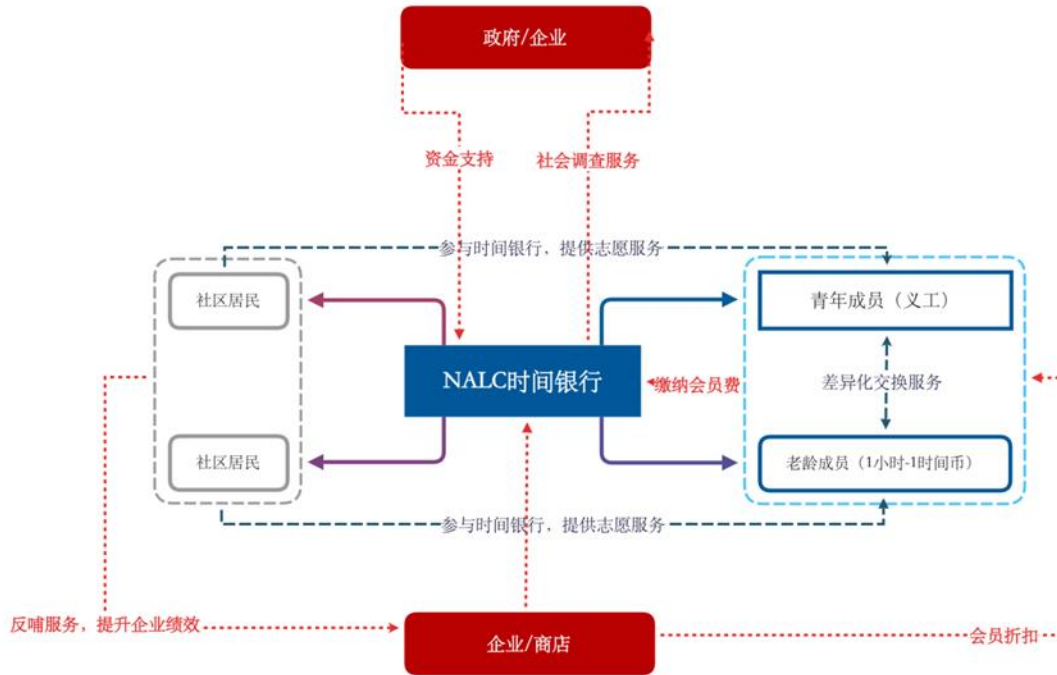 政府/企业
资金支持
社会调查服务
参与时间银行，提供志愿服务
社区居民
青年成员（义工）
NALC时间银行
缴纳会员费
差异化交换服务
社区居民
老龄成员（1小时-1时间币）
参与时间银行，提供志愿服务
反哺服务，提升企业绩效
企业/商店
会员折扣